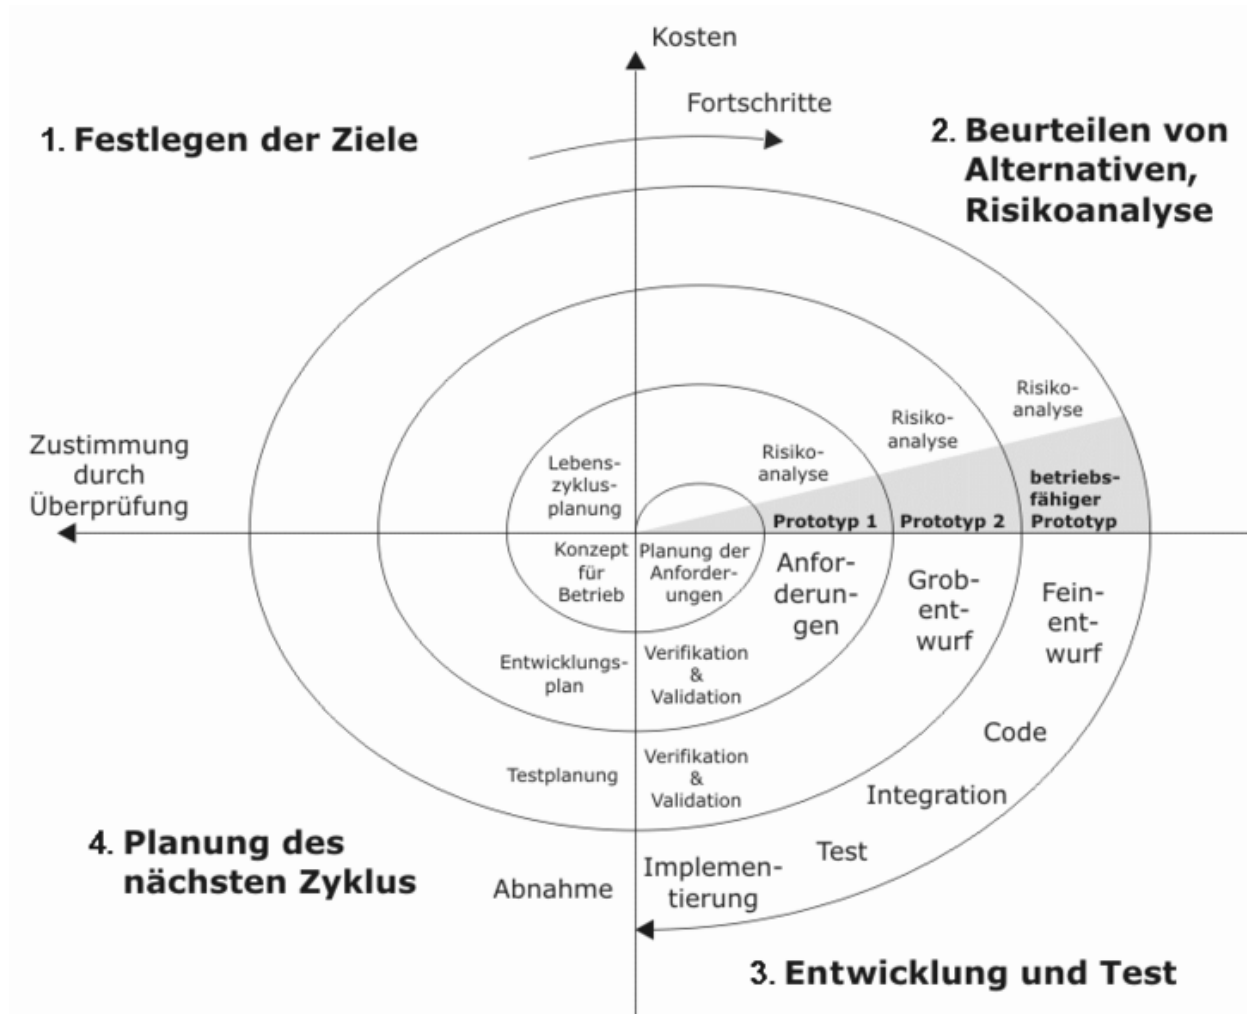 Kosten
Fortschritte
1. Festlegen der Ziele
2. Beurteilen von
Alternativen,
Risikoanalyse
Risiko-
analyse
Risiko-
analyse
Risiko-
analyse
Zustimmung
durch
Überprüfung
Lebens-
zyklus-
planung
Prototyp 1
Prototyp 2
betriebs-
fähiger
Prototyp
Konzept
für
Betrieb
Planung der
Anforder-
ungen
Anfor-
derun-
gen
Grob-
ent-
wurf
Fein-
ent-
wurf
Entwicklungs-
plan
Verifikation
&
Validation
Code
Testplanung
Verifikation
&
Validation
Integration
Test
4. Planung des
nächsten Zyklus
Abnahme
Implemen-
tierung
3. Entwicklung und Test